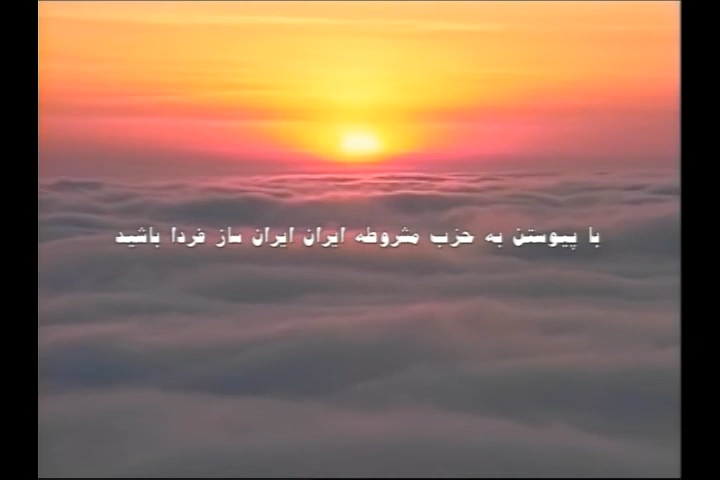 با پیوستن به حزب مشروطه ایران ایران ساز فردا باشید